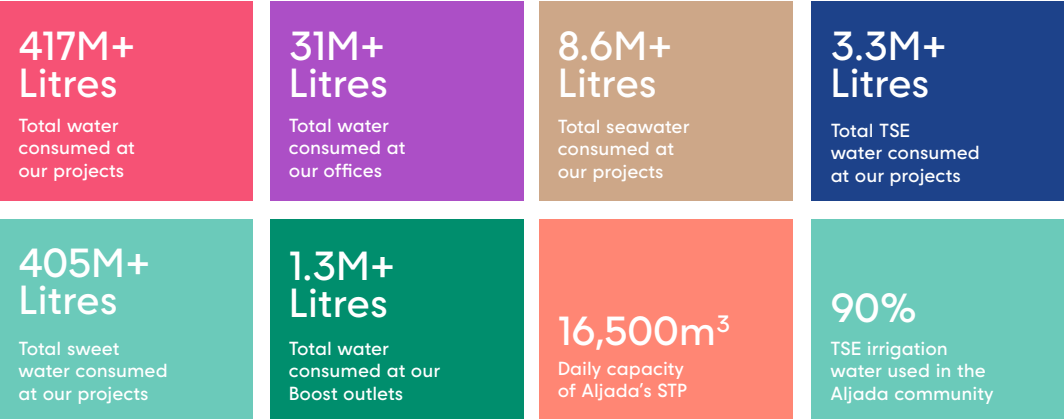 417M+
Litres
Total water
consumed at
our projects
31M+
Litres
Total water
consumed at
our offices
8.6M+
Litres
Total seawater
consumed at
our projects
3.3M+
Litres
Total TSE
water consumed
at our projects
405M+
Litres
Total sweet
water consumed
at our projects
1.3M+
Litres
Total water
consumed at our
Boost outlets
16,500m³
Daily capacity
of Aljada’s STP
90%
TSE irrigation
water used in the
Aljada community